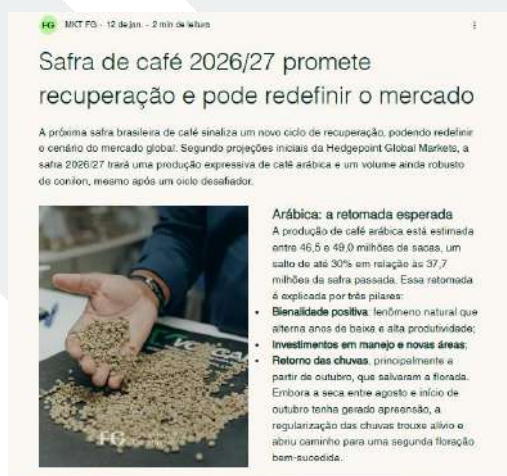 FG MKT FG · 12 de jan. · 2 min de leitura
Safra de café 2026/27 promete
recuperação e pode redefinir o mercado
A próxima safra brasileira de café sinaliza um novo ciclo de recuperação, podendo redefinir
o cenário do mercado global. Segundo projeções iniciais da Hedgepoint Global Markets, a
safra 2026/27 trará uma produção expressiva de café arábica e um volume ainda robusto
de conilon, mesmo após um ciclo desafiador.
Arábica: a retomada esperada
A produção de café arábica está estimada
entre 46,5 e 49,0 milhões de sacas, um
salto de até 30% em relação às 37,7
milhões da safra passada. Essa retomada
é explicada por três pilares:
• Bienalidade positiva: fenômeno natural que
alterna anos de baixa e alta produtividade;
• Investimentos em manejo e novas áreas;
• Retorno das chuvas, principalmente a
partir de outubro, que salvaram a florada.
Embora a seca entre agosto e início de
outubro tenha gerado apreensão, a
regularização das chuvas trouxe alívio e
abriu caminho para uma segunda floração
bem-sucedida.
FG